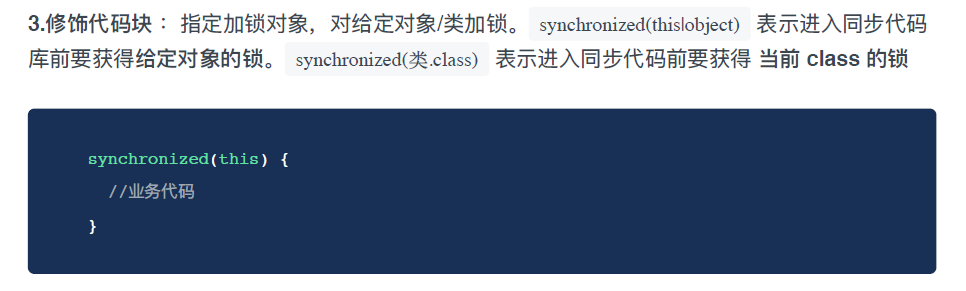 3.修饰代码块 ：指定加锁对象，对给定对象/类加锁。synchronized(this|object) 表示进入同步代码
库前要获得给定对象的锁。synchronized(类.class) 表示进入同步代码前要获得 当前 class 的锁
synchronized(this) {
//业务代码
}